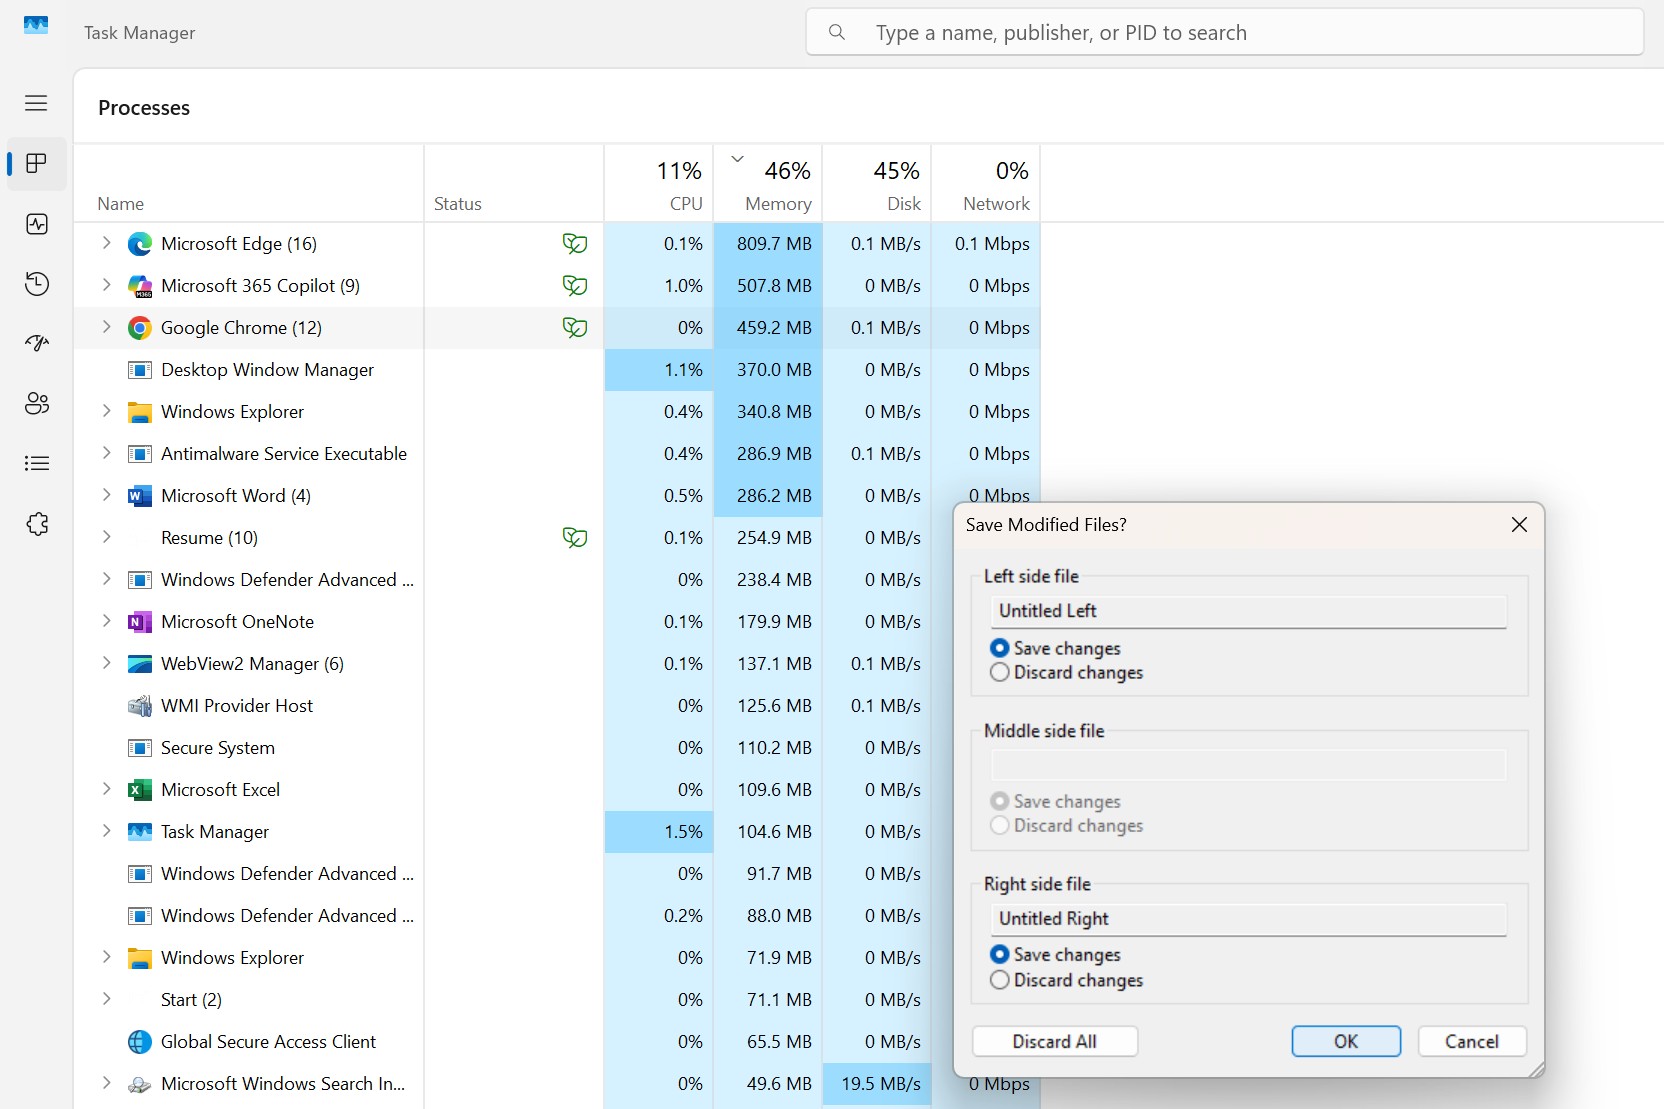 Task Manager
Type a name, publisher, or PID to search
Processes
11% 46% 45% 0%
Name Status CPU Memory Disk Network
Microsoft Edge (16) 0.1% 809.7 MB 0.1 MB/s 0.1 Mbps
Microsoft 365 Copilot (9) 1.0% 507.8 MB 0 MB/s 0 Mbps
Google Chrome (12) 0% 459.2 MB 0.1 MB/s 0 Mbps
Desktop Window Manager 1.1% 370.0 MB 0 MB/s 0 Mbps
Windows Explorer 0.4% 340.8 MB 0 MB/s 0 Mbps
Antimalware Service Executable 0.4% 286.9 MB 0.1 MB/s 0 Mbps
Microsoft Word (4) 0.5% 286.2 MB 0 MB/s 0 Mbps
Resume (10) 0.1% 254.9 MB 0 MB/s
Windows Defender Advanced ... 0% 238.4 MB 0 MB/s
Microsoft OneNote 0.1% 179.9 MB 0 MB/s
WebView2 Manager (6) 0.1% 137.1 MB 0.1 MB/s
WMI Provider Host 0% 125.6 MB 0.1 MB/s
Secure System 0% 110.2 MB 0 MB/s
Microsoft Excel 0% 109.6 MB 0 MB/s
Task Manager 1.5% 104.6 MB 0 MB/s
Windows Defender Advanced ... 0% 91.7 MB 0 MB/s
Windows Defender Advanced ... 0.2% 88.0 MB 0 MB/s
Windows Explorer 0% 71.9 MB 0 MB/s
Start (2) 0% 71.1 MB 0 MB/s
Global Secure Access Client 0% 65.5 MB 0 MB/s
Microsoft Windows Search In... 0% 49.6 MB 19.5 MB/s 0 Mbps
Save Modified Files?
Left side file
Untitled Left
Save changes
Discard changes
Middle side file
Save changes
Discard changes
Right side file
Untitled Right
Save changes
Discard changes
Discard All OK Cancel